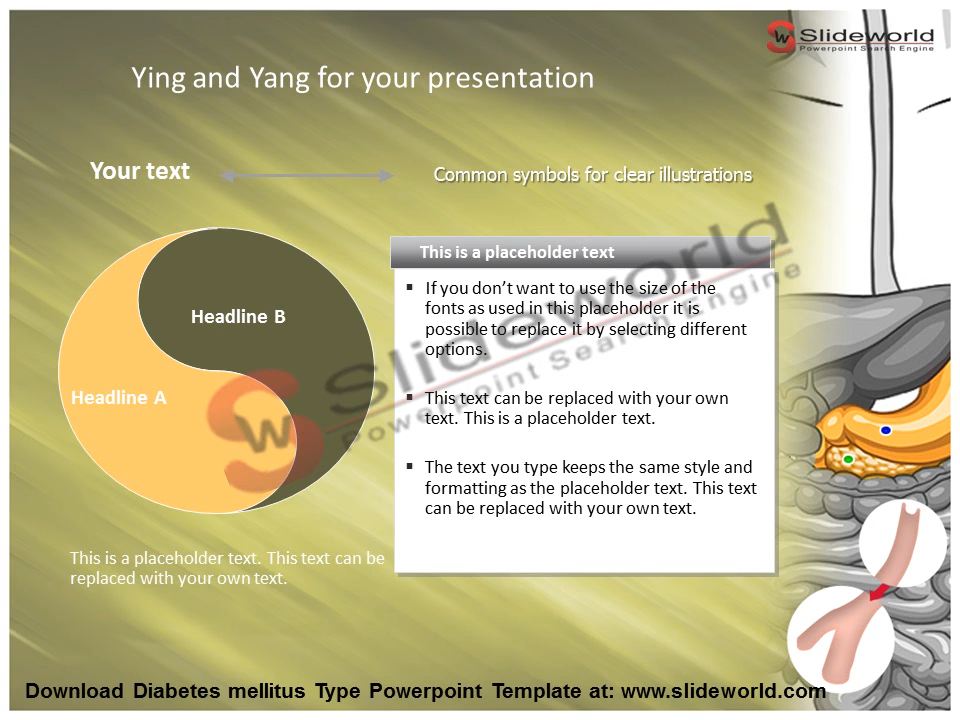 W Slideworld
Powerpoint Search Engine
Ying and Yang for your presentation
Your text
Common symbols for clear illustrations
This is a placeholder text
▪ If you don’t want to use the size of the
fonts as used in this placeholder it is
possible to replace it by selecting different
options.
▪ This text can be replaced with your own
text. This is a placeholder text.
▪ The text you type keeps the same style and
formatting as the placeholder text. This text
can be replaced with your own text.
Headline B
Headline A
W Slideworld
Powerpoint Search Engine
This is a placeholder text. This text can be
replaced with your own text.
Download Diabetes mellitus Type Powerpoint Template at: www.slideworld.com